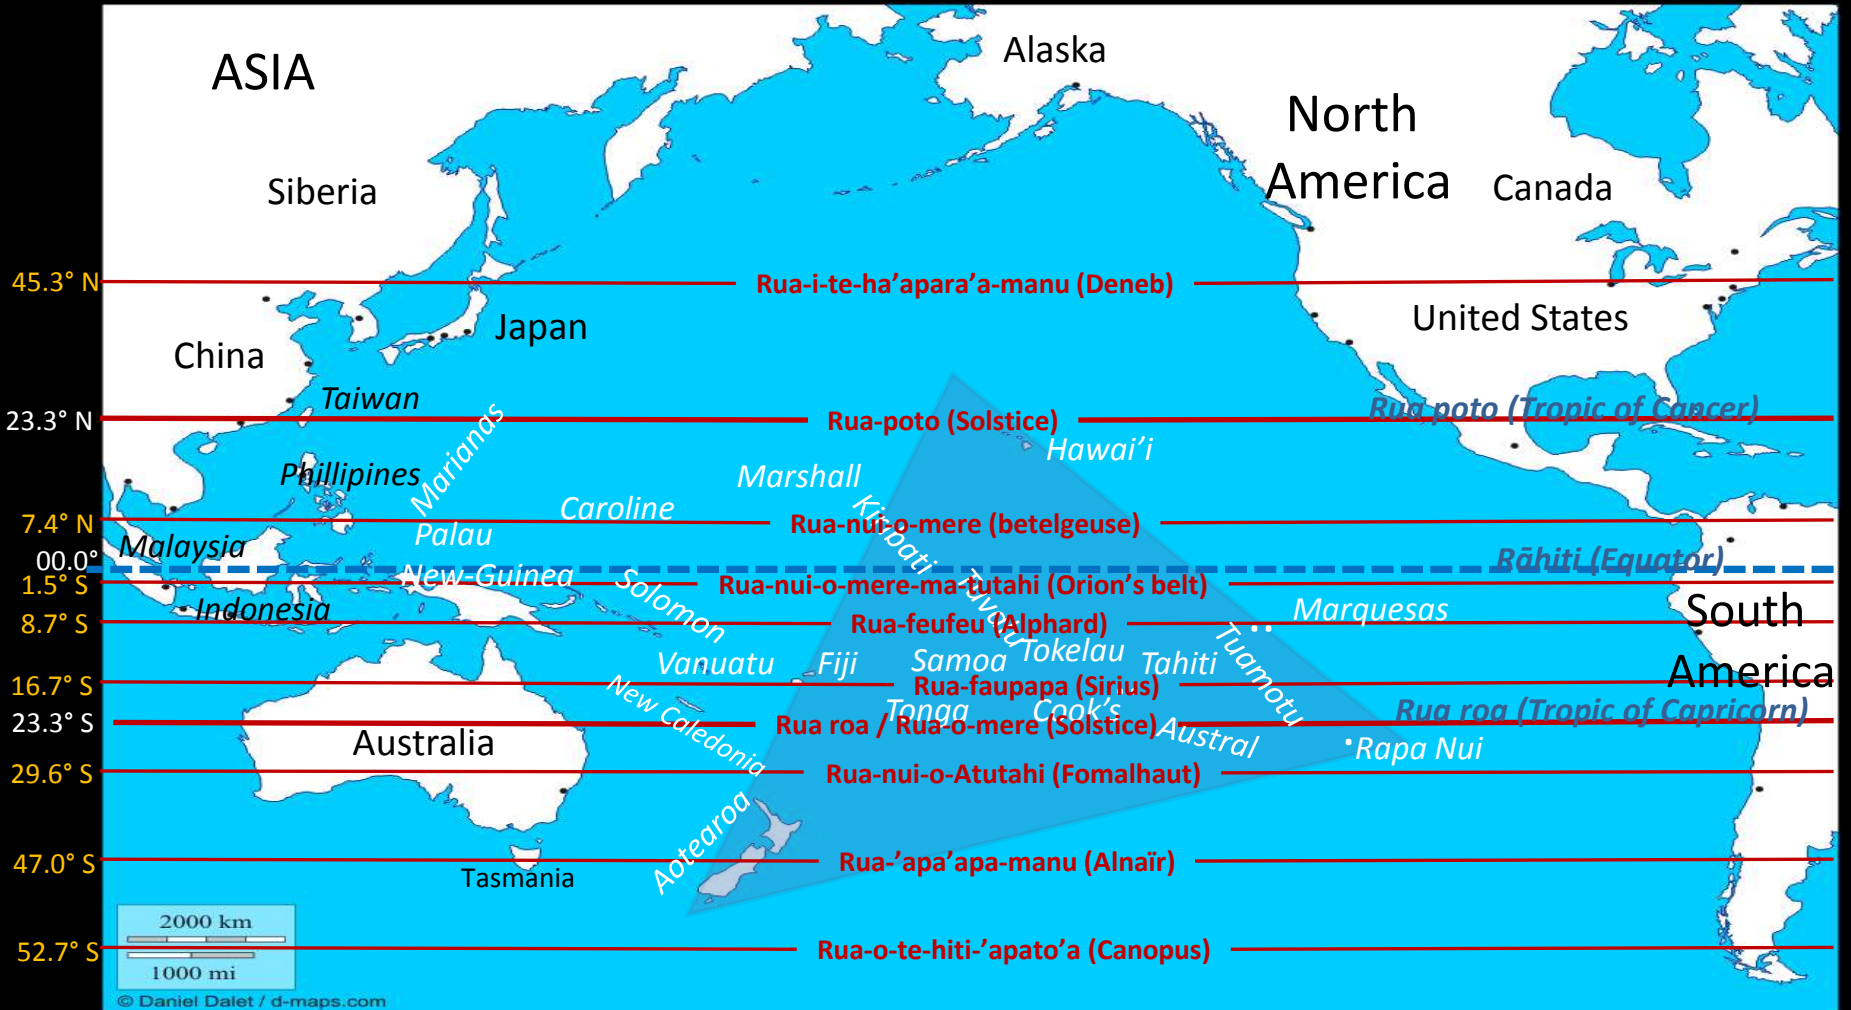 ASIA
Alaska
North
America
Canada
Siberia
45.3° N
Rua-i-te-ha’apara’a-manu (Deneb)
United States
Japan
China
Taiwan
23.3° N
Rua-poto (Solstice)
Rua poto (Tropic of Cancer)
Marianas
Hawai’i
Phillipines
Marshall
Caroline
Kiribati
7.4° N
Rua-nui-o-mere (betelgeuse)
Palau
Malaysia
00.0°
Rāhiti (Equator)
New-Guinea
1.5° S
Rua-nui-o-mere-ma-tutahi (Orion’s belt)
Solomon
Tuvalu
Indonesia
Marquesas
South
America
8.7° S
Rua-feufeu (Alphard)
Vanuatu
Fiji
Samoa
Tokelau
Tahiti
Tuamotu
16.7° S
Rua-faupapa (Sirius)
New Caledonia
Tonga
Cook’s
23.3° S
Rua roa / Rua-o-mere (Solstice)
Rua roa (Tropic of Capricorn)
Austral
Australia
Rapa Nui
29.6° S
Rua-nui-o-Atutahi (Fomalhaut)
Aotearoa
47.0° S
Rua-’apa’apa-manu (Alnaïr)
Tasmania
2000 km
1000 mi
52.7° S
Rua-o-te-hiti-’apato’a (Canopus)
© Daniel Dalet / d-maps.com